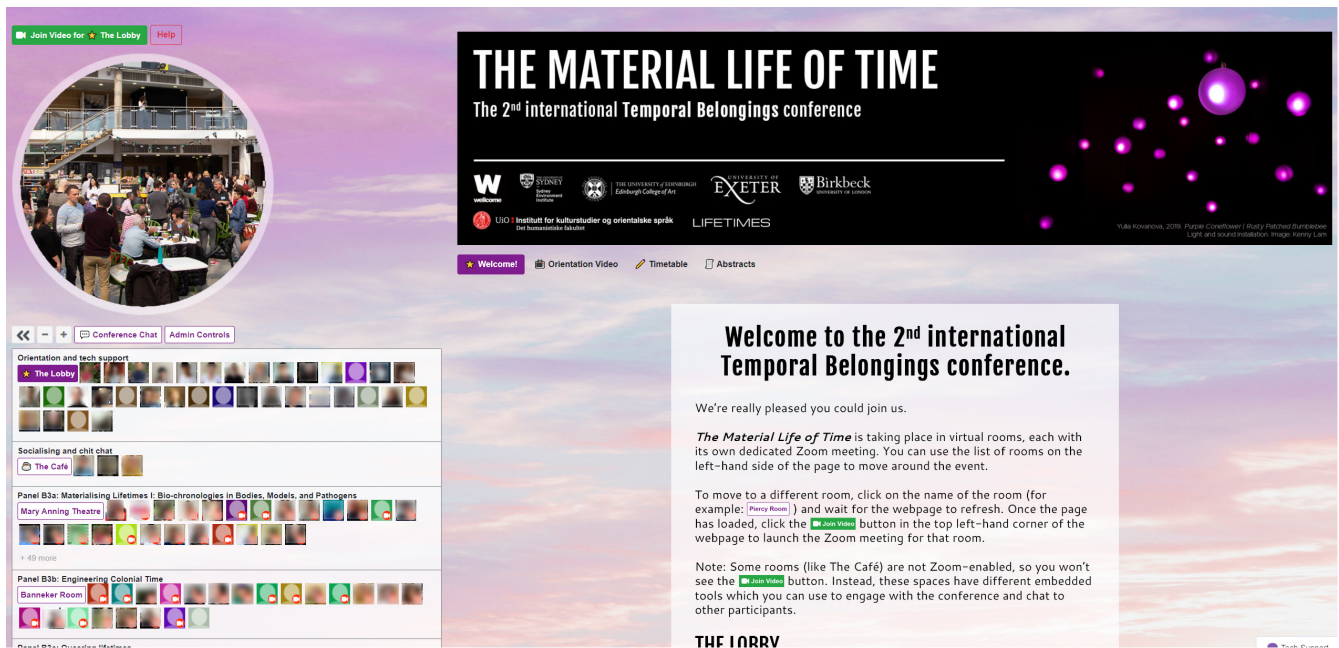 Join Video for The Lobby
Help
THE MATERIAL LIFE OF TIME
The 2nd international Temporal Belongings conference
W
wellcome
THE UNIVERSITY OF
SYDNEY
Sydney
Environment
Institute
THE UNIVERSITY of EDINBURGH
Edinburgh College of Art
UNIVERSITY OF
EXETER
Birkbeck
UNIVERSITY OF LONDON
UiO Institutt for kulturstudier og orientalske språk
Det humanistiske fakultet
LIFETIMES
Yulia Kovanova, 2019. Purple Coneflower | Rusty Patched Bumblebee
Light and sound installation. Image: Kenny Lam
Welcome!
Orientation Video
Timetable
Abstracts
Conference Chat
Admin Controls
Orientation and tech support
The Lobby
Socialising and chit chat
The Café
Panel B3a: Materialising Lifetimes I: Bio-chronologies in Bodies, Models, and Pathogens
Mary Anning Theatre
+ 49 more
Panel B3b: Engineering Colonial Time
Banneker Room
Panel B3c: Queering lifetimes
Welcome to the 2nd international
Temporal Belongings conference.
We're really pleased you could join us.
The Material Life of Time is taking place in virtual rooms, each with
its own dedicated Zoom meeting. You can use the list of rooms on the
left-hand side of the page to move around the event.
To move to a different room, click on the name of the room (for
example: Piercy Room ) and wait for the webpage to refresh. Once the page
has loaded, click the Join Video button in the top left-hand corner of the
webpage to launch the Zoom meeting for that room.
Note: Some rooms (like The Café) are not Zoom-enabled, so you won't
see the Join Video button. Instead, these spaces have different embedded
tools which you can use to engage with the conference and chat to
other participants.
THE LOBBY
Tech Support